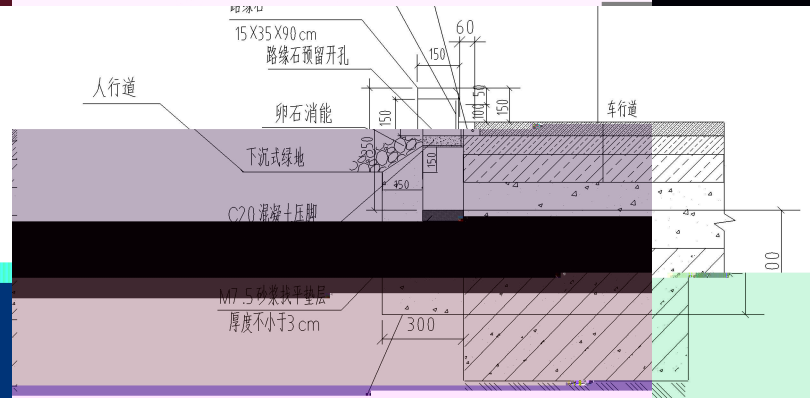 路缘石
15X35X90cm
60
150
路缘石预留开孔
人行道
50
100
150
卵石消能
150
车行道
350
下沉式绿地
150
150
C20混凝土压脚
00
M7.5砂浆找平垫层
厚度不小于3cm
300